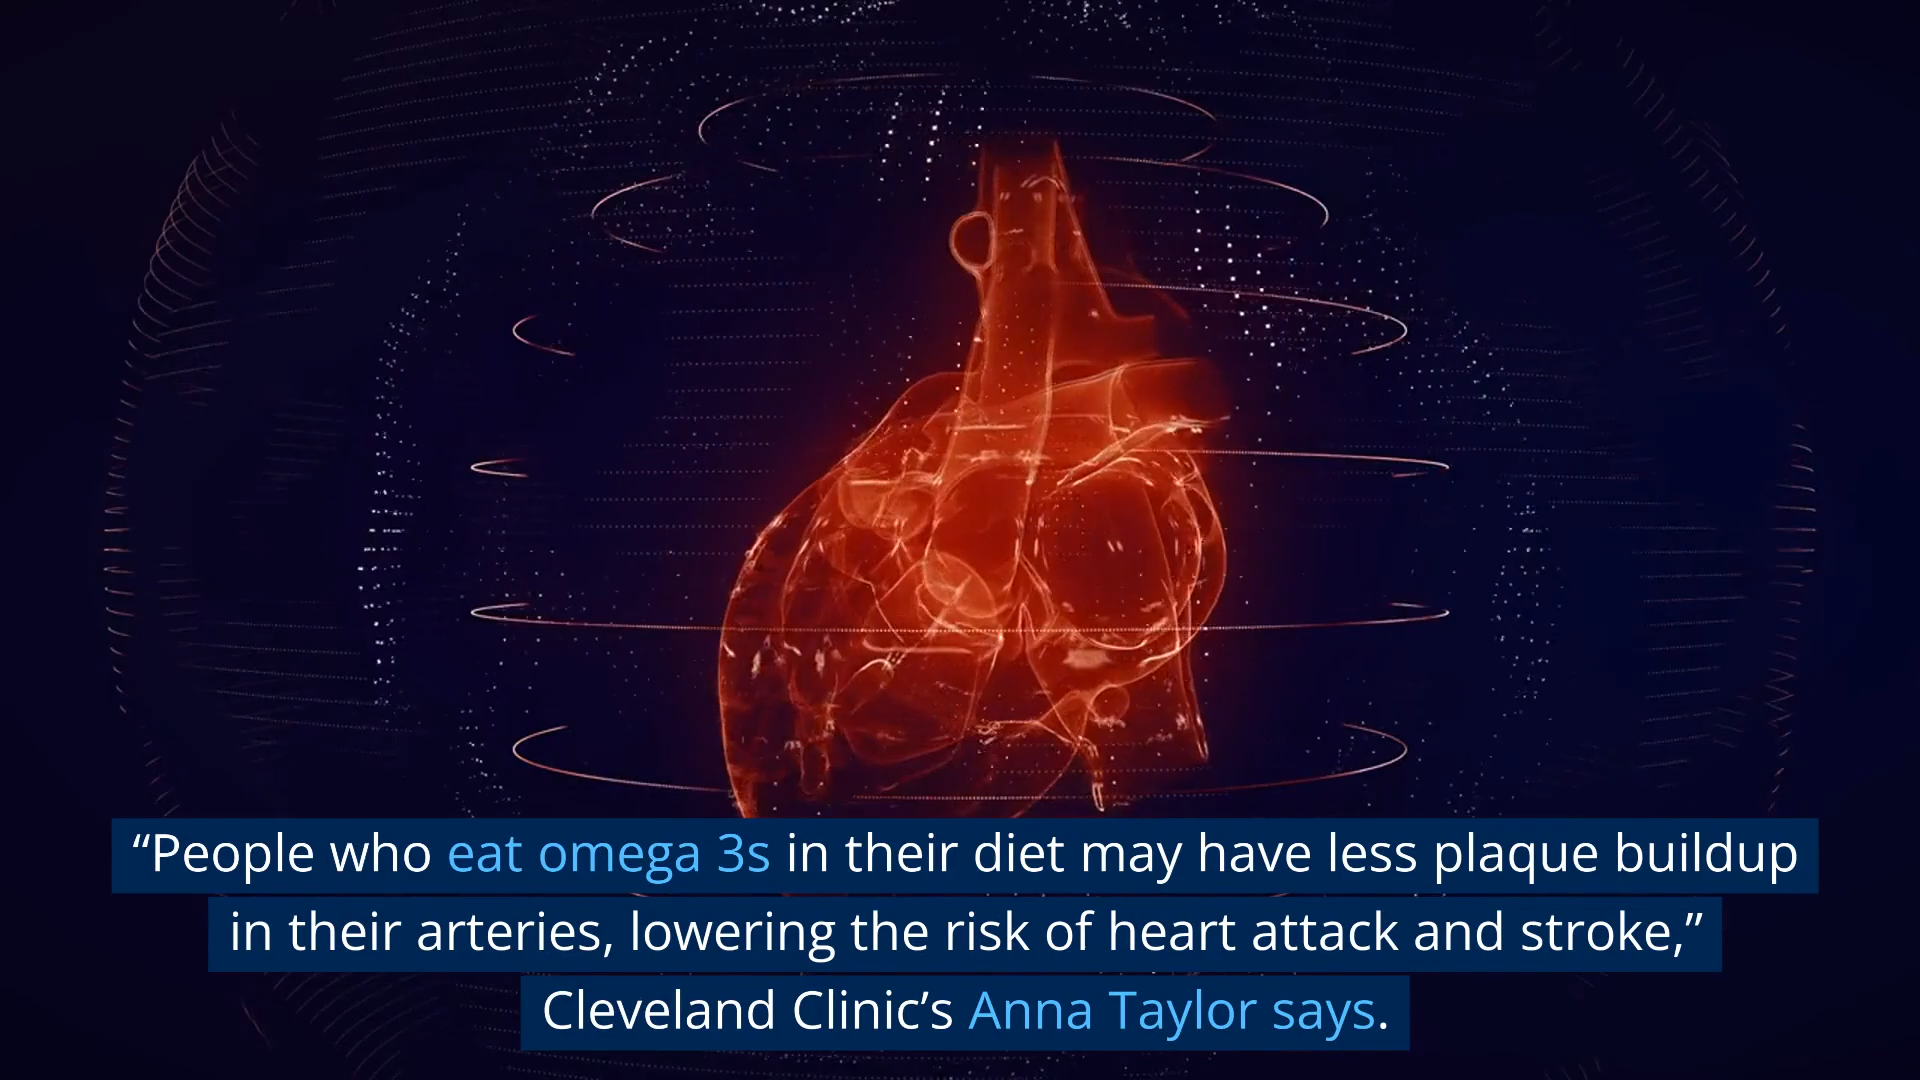 “People who eat omega 3s in their diet may have less plaque buildup
in their arteries, lowering the risk of heart attack and stroke,”
Cleveland Clinic’s Anna Taylor says.